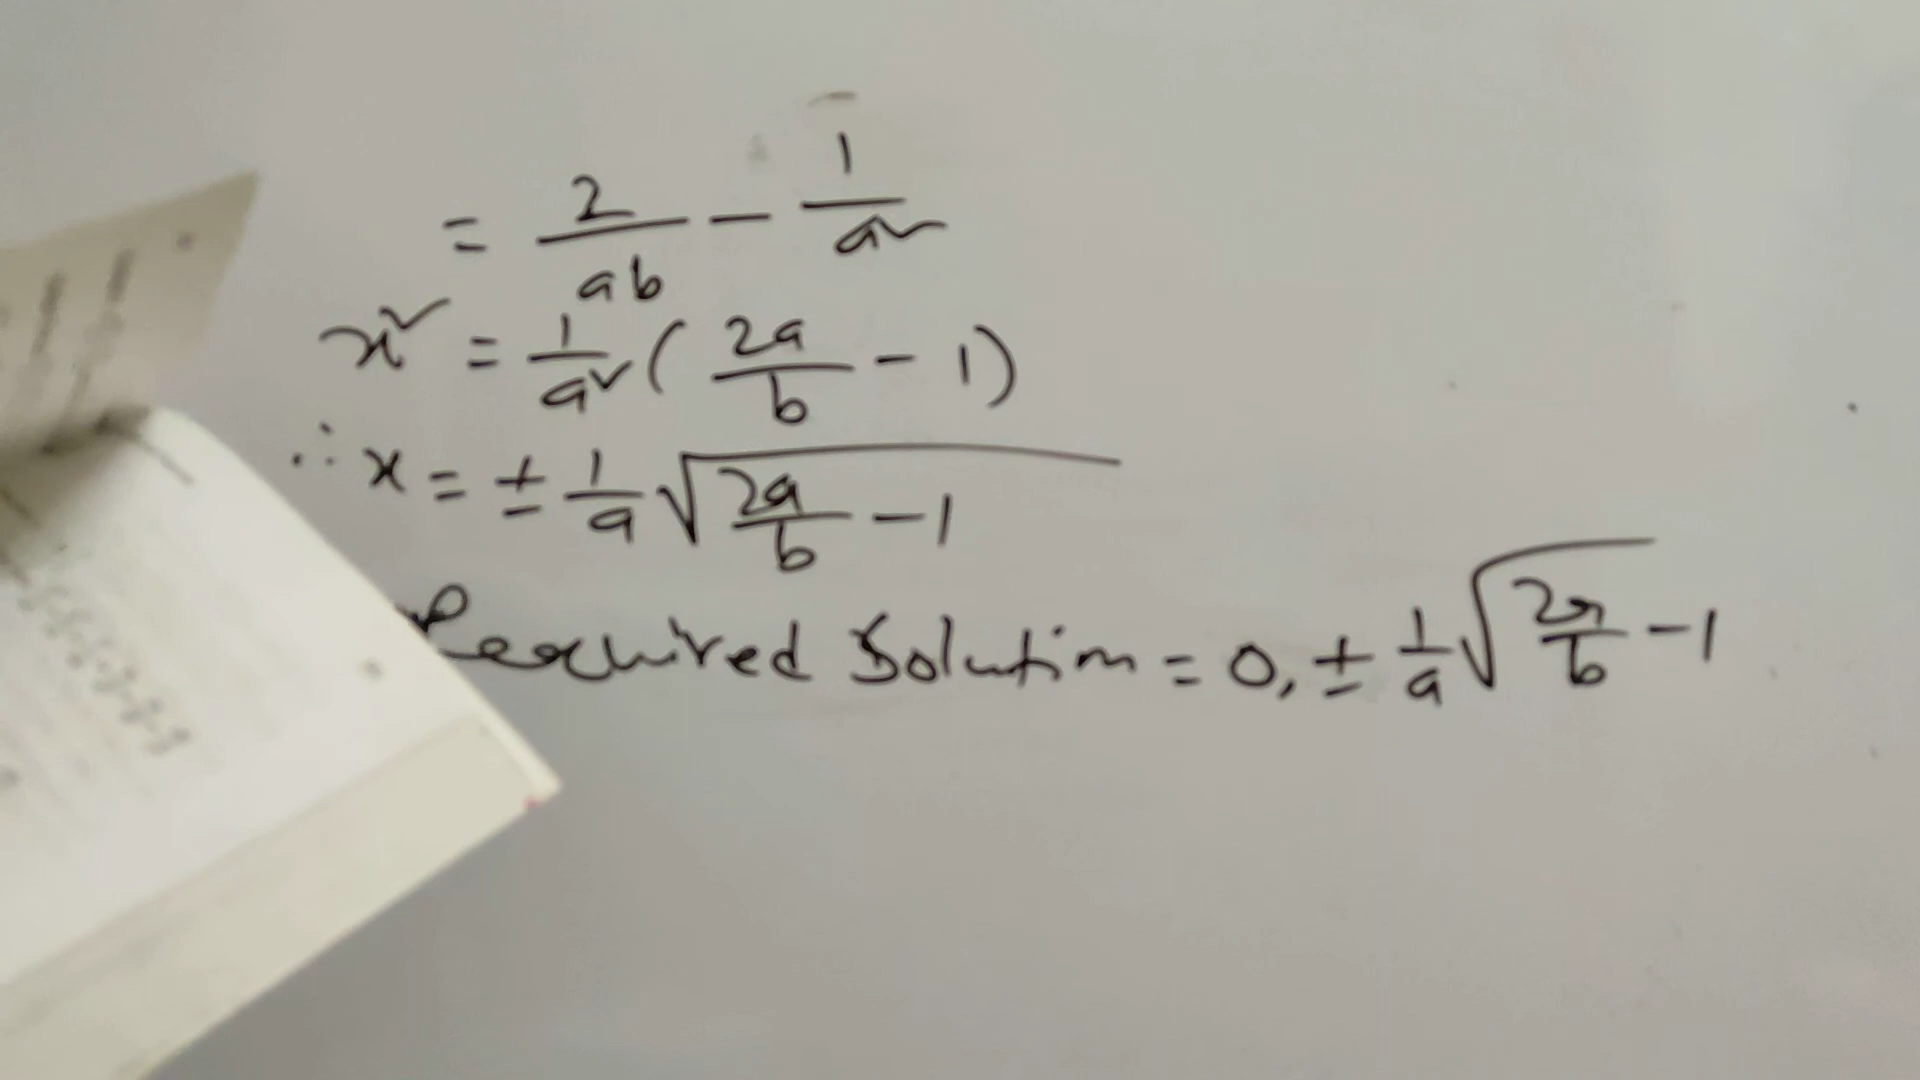 = 2/ab - 1/a²
x² = 1/a² ( 2a/b - 1 )
∴ x = ± 1/a √(2a/b - 1)
Required Solution = 0, ± 1/a √(2a/b - 1)